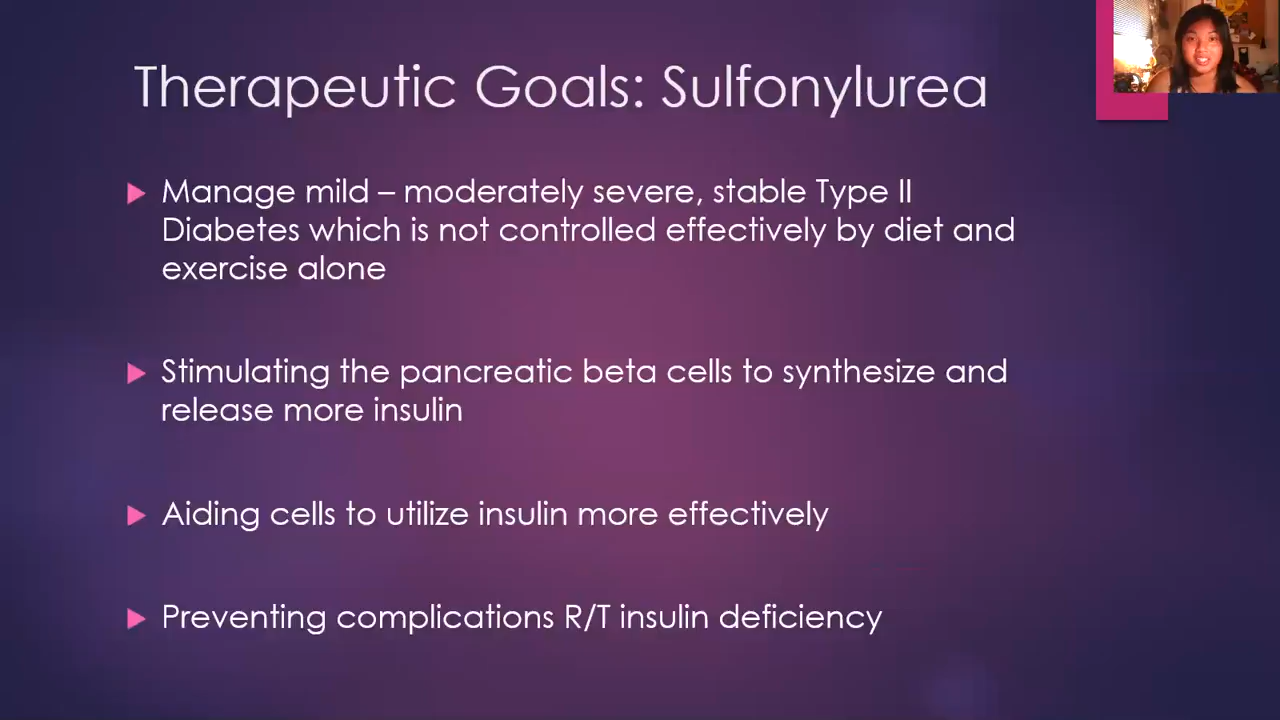 Therapeutic Goals: Sulfonylurea
Manage mild – moderately severe, stable Type II
Diabetes which is not controlled effectively by diet and
exercise alone
Stimulating the pancreatic beta cells to synthesize and
release more insulin
Aiding cells to utilize insulin more effectively
Preventing complications R/T insulin deficiency